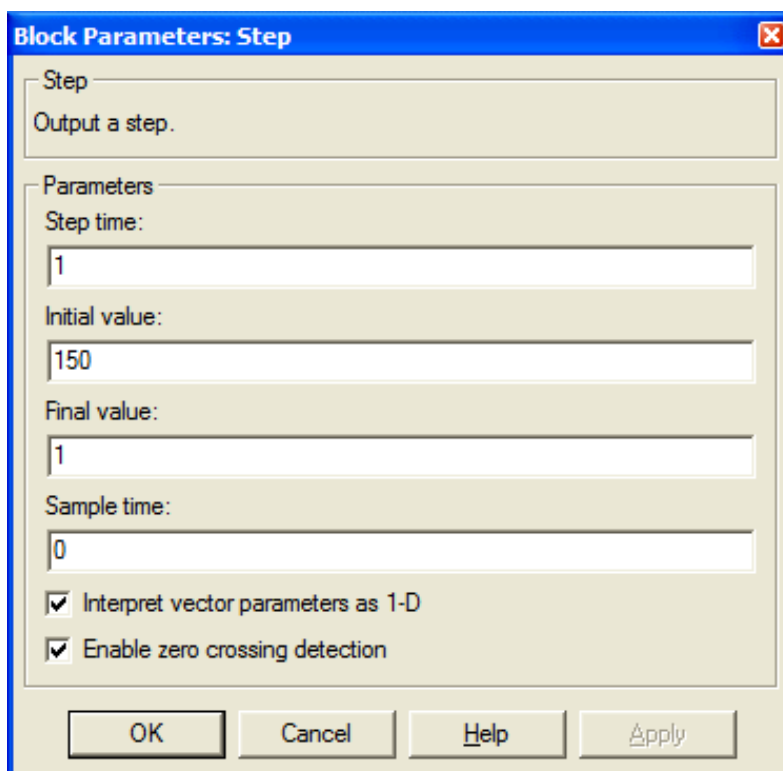 Block Parameters: Step
Step
Output a step.
Parameters
Step time:
1
Initial value:
150
Final value:
1
Sample time:
0
Interpret vector parameters as 1-D
Enable zero crossing detection
OK Cancel Help Apply